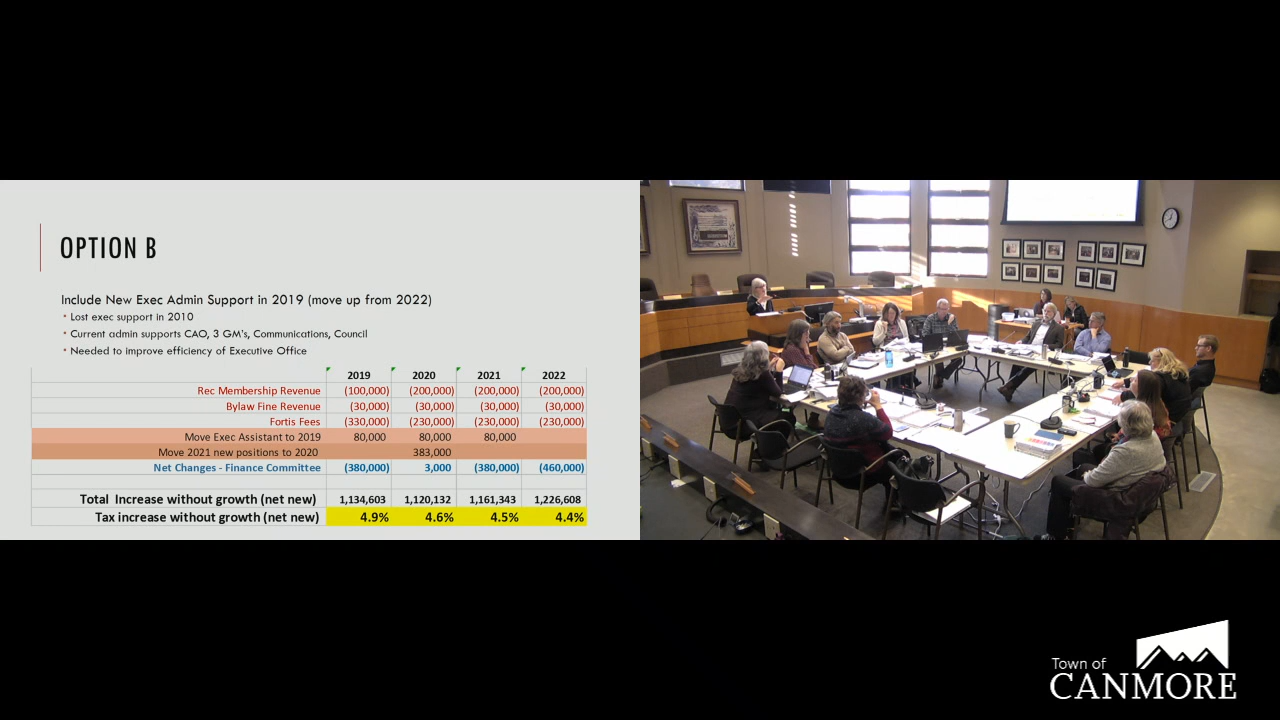 OPTION B
Include New Exec Admin Support in 2019 (move up from 2022)
• Lost exec support in 2010
• Current admin supports CAO, 3 GM's, Communications, Council
• Needed to improve efficiency of Executive Office
2019 2020 2021 2022
Rec Membership Revenue (100,000) (200,000) (200,000) (200,000)
Bylaw Fine Revenue (30,000) (30,000) (30,000) (30,000)
Fortis Fees (330,000) (230,000) (230,000) (230,000)
Move Exec Assistant to 2019 80,000 80,000 80,000
Move 2021 new positions to 2020 383,000
Net Changes - Finance Committee (380,000) 3,000 (380,000) (460,000)
Total Increase without growth (net new) 1,134,603 1,120,132 1,161,343 1,226,608
Tax increase without growth (net new) 4.9% 4.6% 4.5% 4.4%
Town of
CANMORE